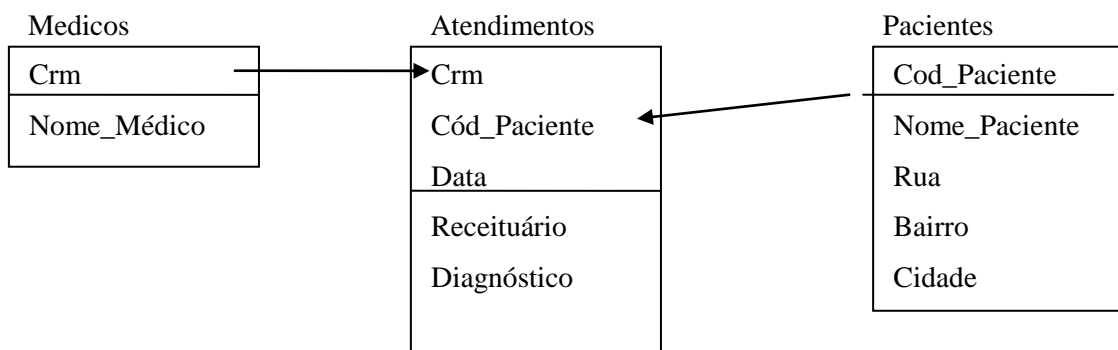 Medicos
Crm
Nome_Médico
Atendimentos
Crm
Cód_Paciente
Data
Receituário
Diagnóstico
Pacientes
Cod_Paciente
Nome_Paciente
Rua
Bairro
Cidade